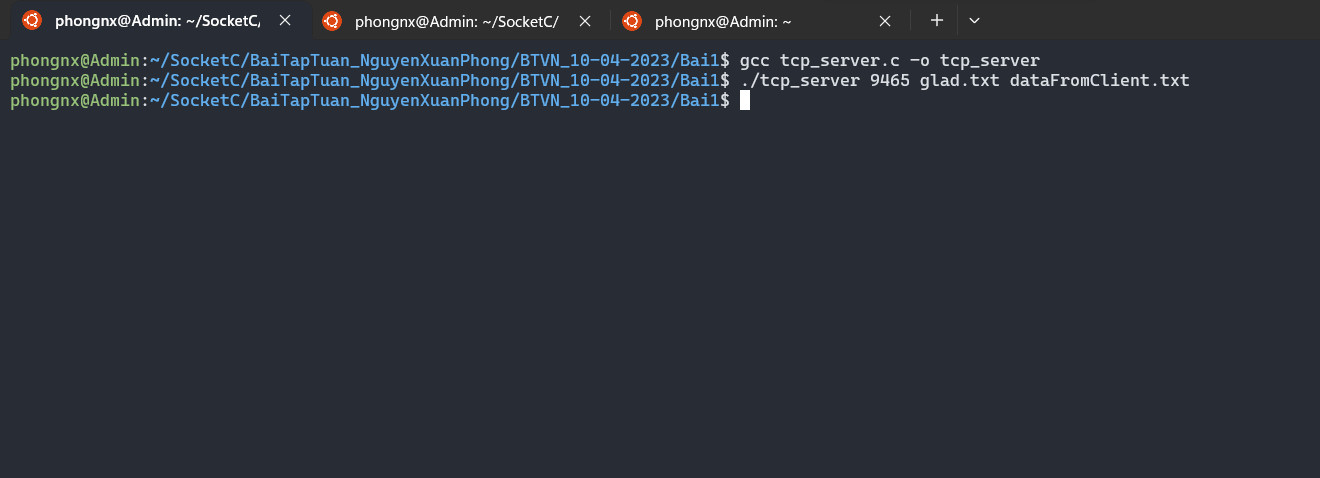 phongnx@Admin: ~/SocketC/ phongnx@Admin: ~/SocketC/ phongnx@Admin: ~
phongnx@Admin:~/SocketC/BaiTapTuan_NguyenXuanPhong/BTVN_10-04-2023/Bai1$ gcc tcp_server.c -o tcp_server
phongnx@Admin:~/SocketC/BaiTapTuan_NguyenXuanPhong/BTVN_10-04-2023/Bai1$ ./tcp_server 9465 glad.txt dataFromClient.txt
phongnx@Admin:~/SocketC/BaiTapTuan_NguyenXuanPhong/BTVN_10-04-2023/Bai1$